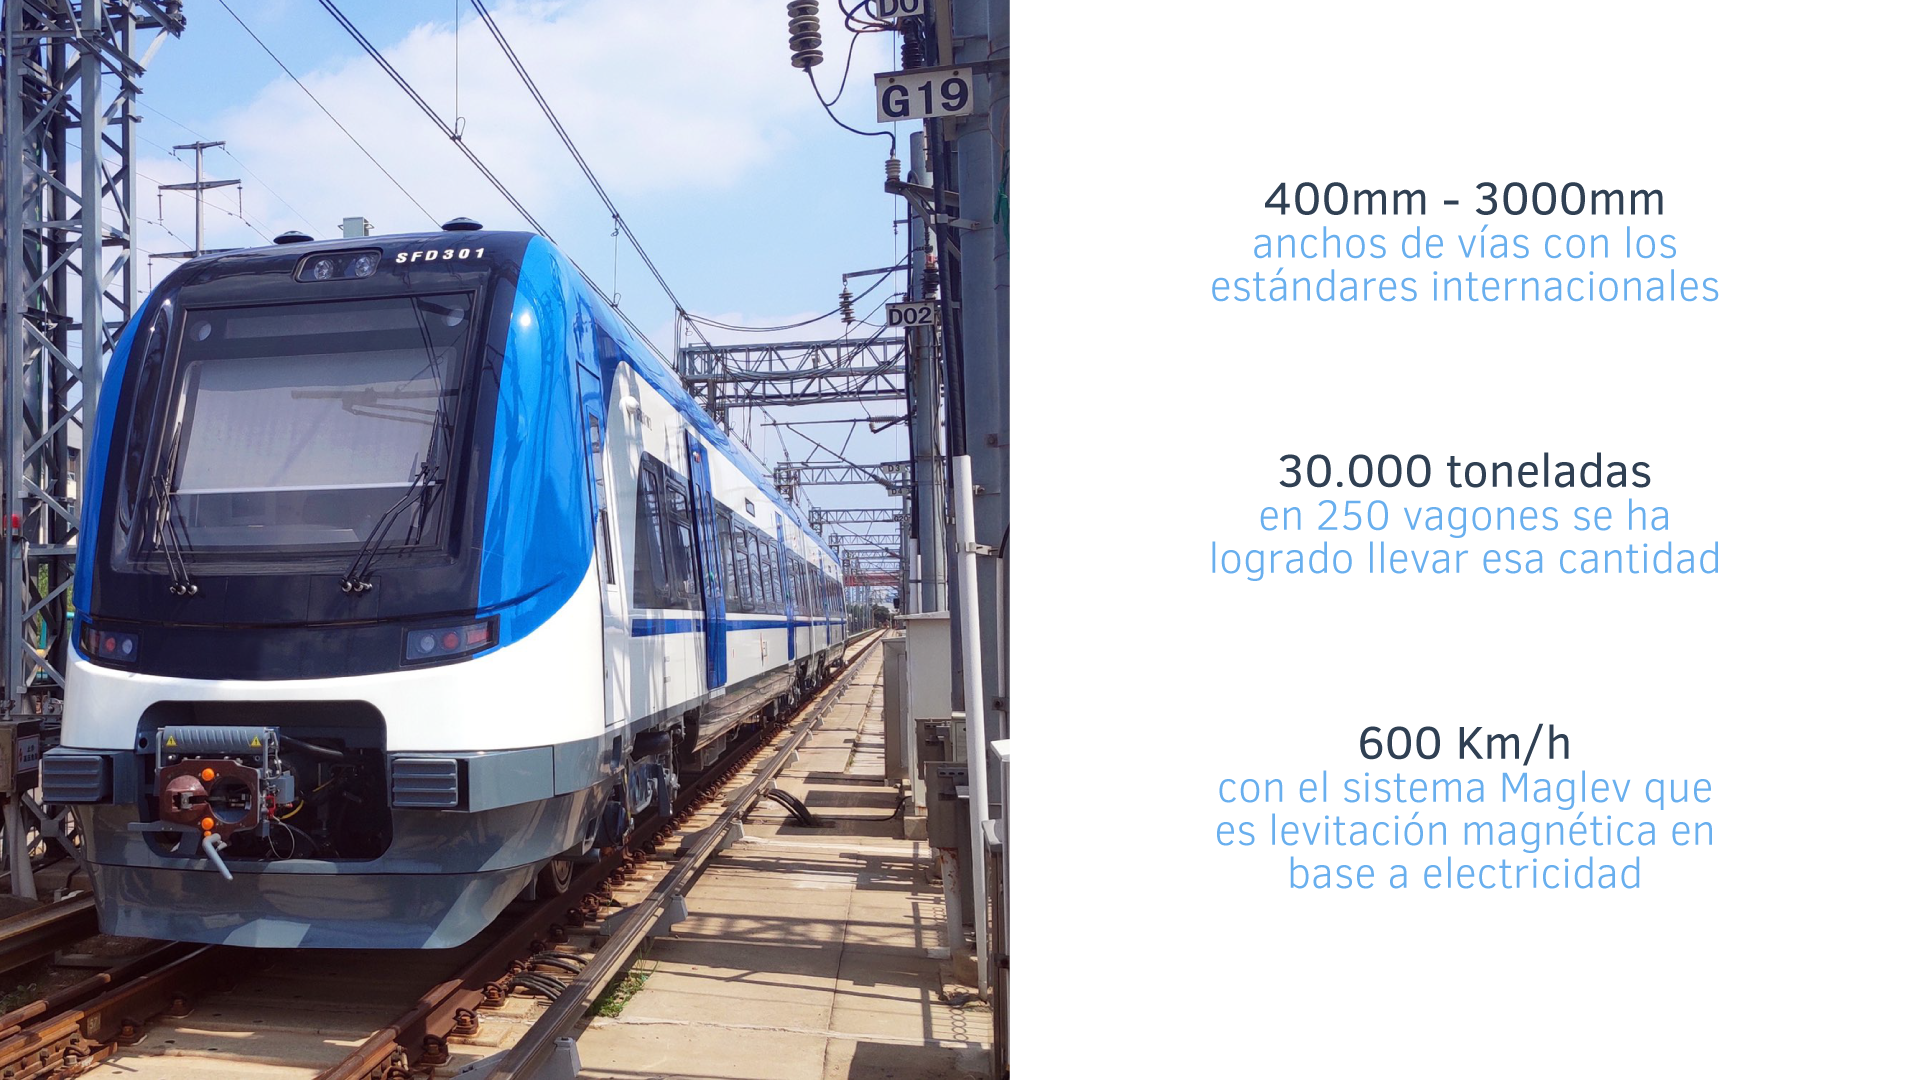 DO
G19
SFD301
D02
400mm - 3000mm
anchos de vías con los
estándares internacionales
30.000 toneladas
en 250 vagones se ha
logrado llevar esa cantidad
600 Km/h
con el sistema Maglev que
es levitación magnética en
base a electricidad